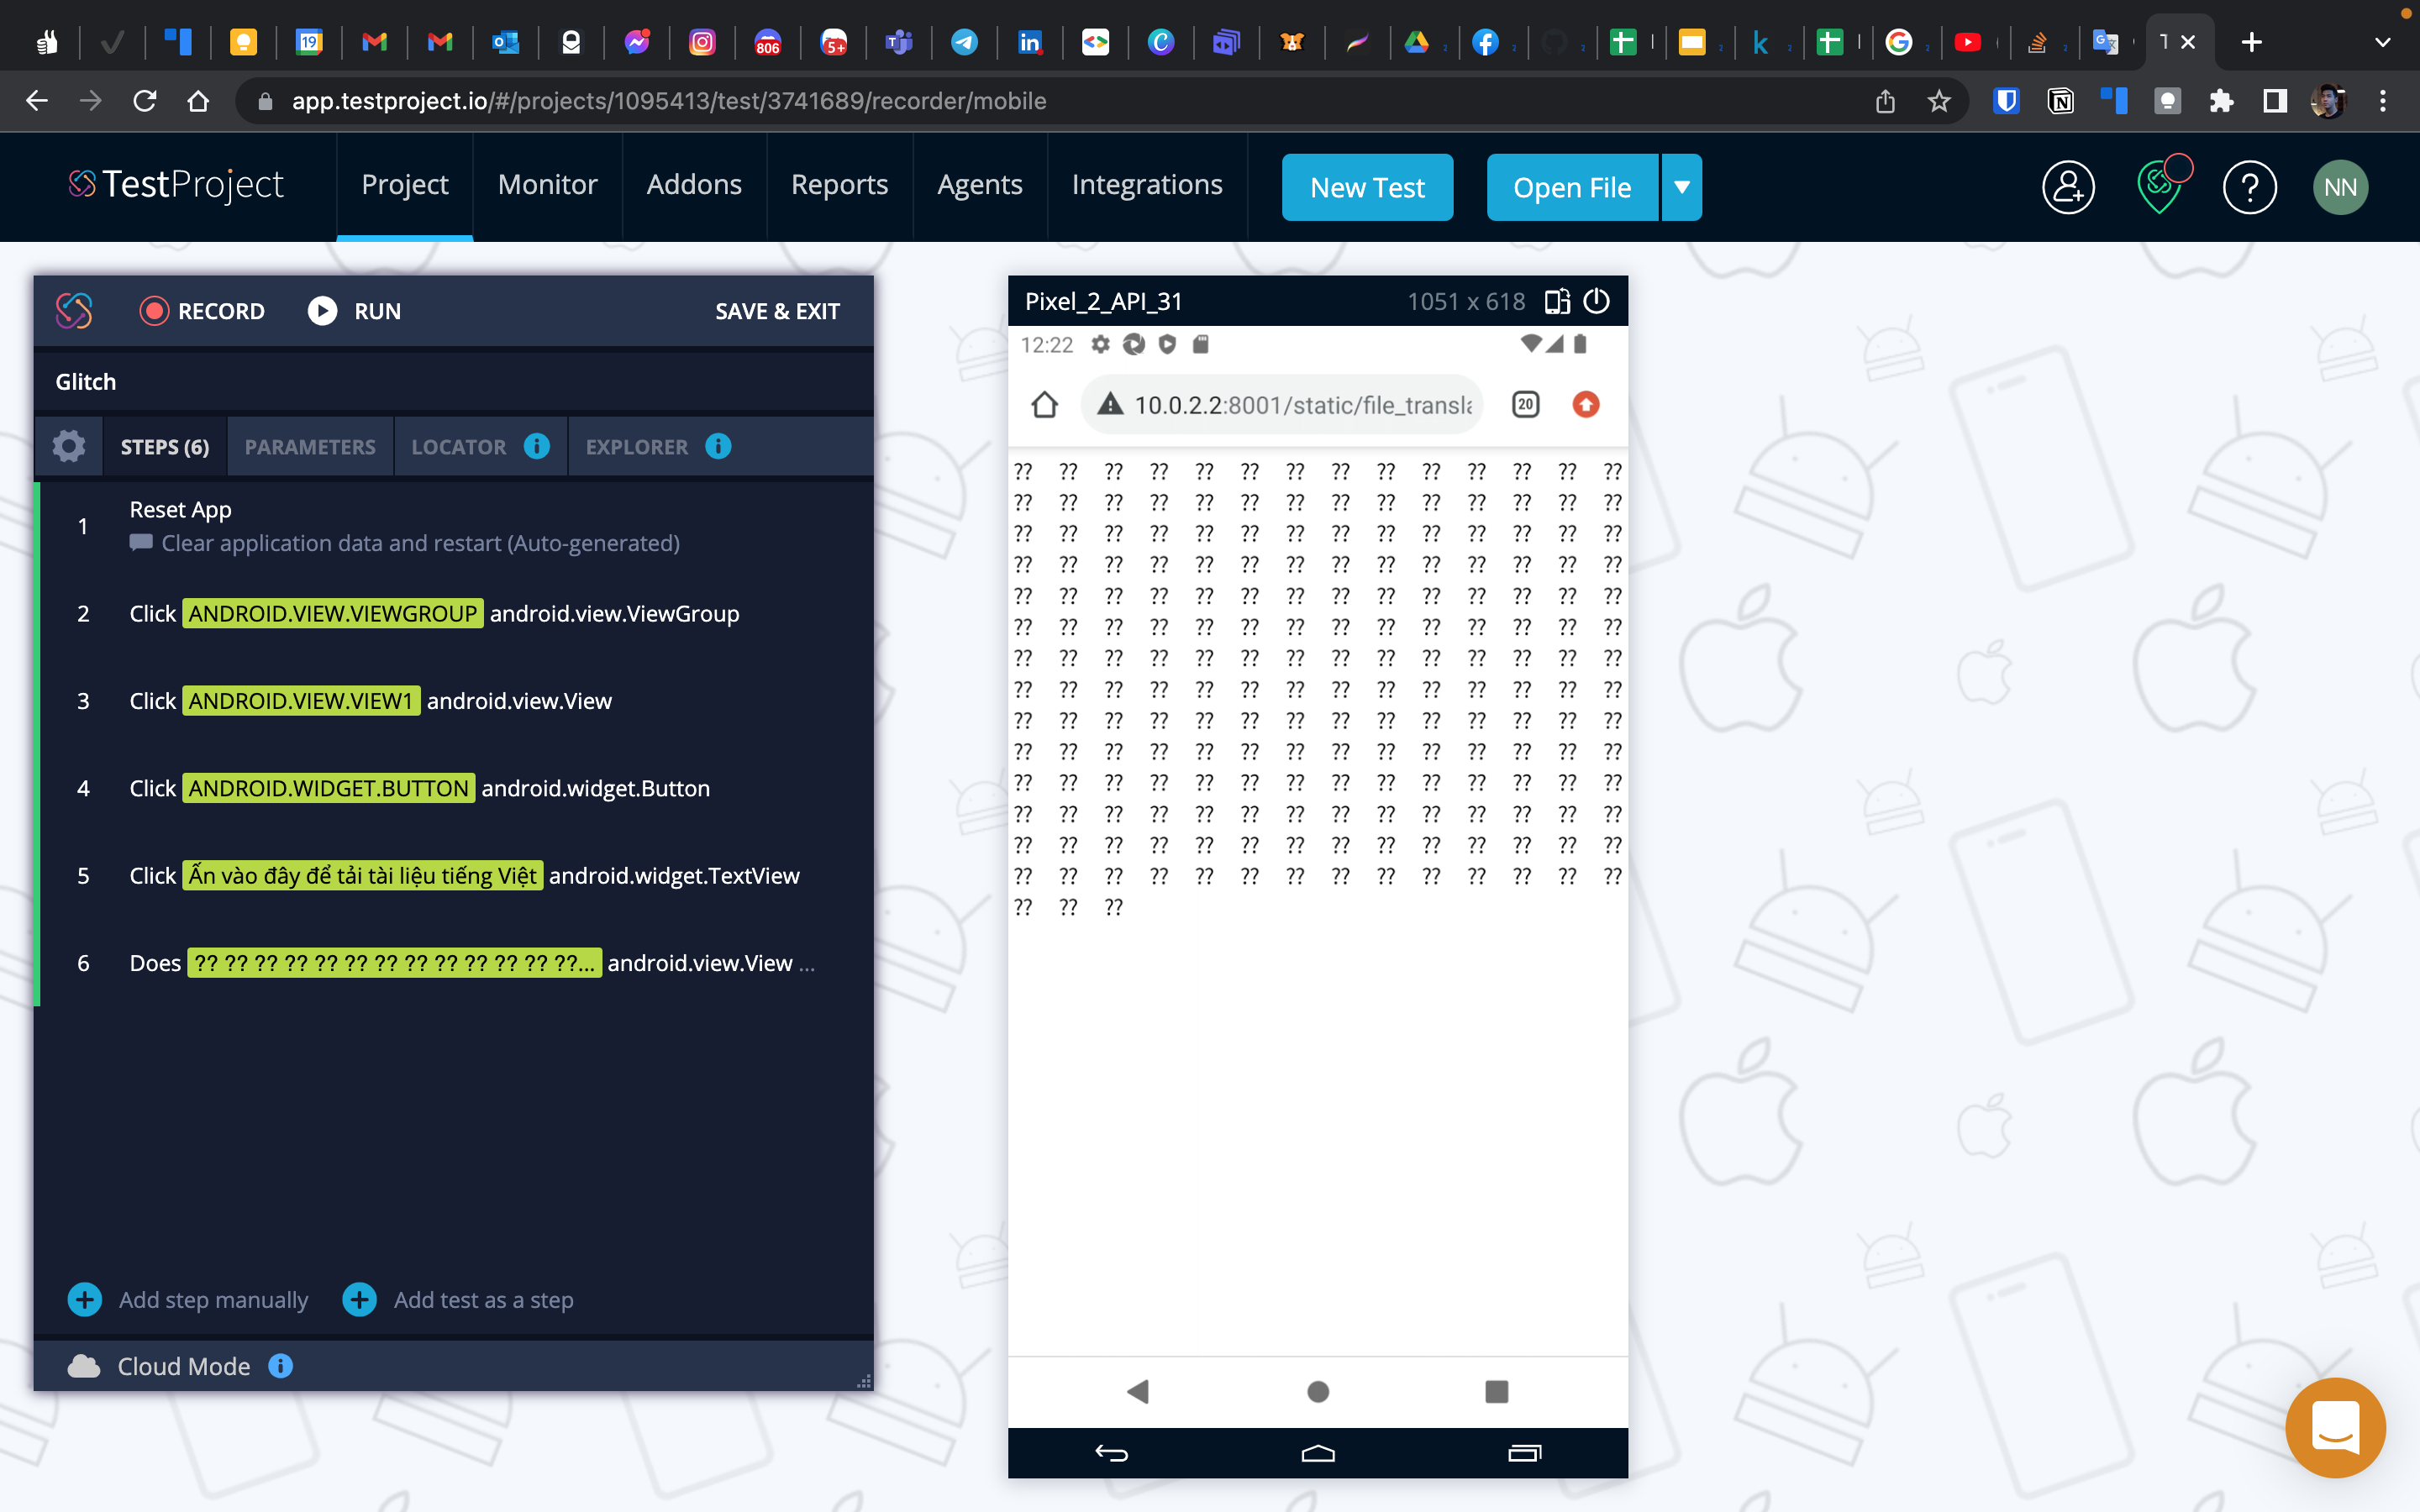 19
806
5+
T
app.testproject.io/#/projects/1095413/test/3741689/recorder/mobile
TestProject
Project
Monitor
Addons
Reports
Agents
Integrations
New Test
Open File
NN
RECORD
RUN
SAVE & EXIT
Glitch
STEPS (6)
PARAMETERS
LOCATOR
EXPLORER
1 Reset App
Clear application data and restart (Auto-generated)
2 Click ANDROID.VIEW.VIEWGROUP android.view.ViewGroup
3 Click ANDROID.VIEW.VIEW1 android.view.View
4 Click ANDROID.WIDGET.BUTTON android.widget.Button
5 Click Ấn vào đây để tải tài liệu tiếng Việt android.widget.TextView
6 Does ?? ?? ?? ?? ?? ?? ?? ?? ?? ?? ?? ?? ??... android.view.View ...
Add step manually
Add test as a step
Cloud Mode
Pixel_2_API_31
1051 x 618
12:22
10.0.2.2:8001/static/file_transla
20
?? ?? ?? ?? ?? ?? ?? ?? ?? ?? ?? ?? ?? ??
?? ?? ?? ?? ?? ?? ?? ?? ?? ?? ?? ?? ?? ??
?? ?? ?? ?? ?? ?? ?? ?? ?? ?? ?? ?? ?? ??
?? ?? ?? ?? ?? ?? ?? ?? ?? ?? ?? ?? ?? ??
?? ?? ?? ?? ?? ?? ?? ?? ?? ?? ?? ?? ?? ??
?? ?? ?? ?? ?? ?? ?? ?? ?? ?? ?? ?? ?? ??
?? ?? ?? ?? ?? ?? ?? ?? ?? ?? ?? ?? ?? ??
?? ?? ?? ?? ?? ?? ?? ?? ?? ?? ?? ?? ?? ??
?? ?? ?? ?? ?? ?? ?? ?? ?? ?? ?? ?? ?? ??
?? ?? ?? ?? ?? ?? ?? ?? ?? ?? ?? ?? ?? ??
?? ?? ?? ?? ?? ?? ?? ?? ?? ?? ?? ?? ?? ??
?? ?? ?? ?? ?? ?? ?? ?? ?? ?? ?? ?? ?? ??
?? ?? ?? ?? ?? ?? ?? ?? ?? ?? ?? ?? ?? ??
?? ?? ?? ?? ?? ?? ?? ?? ?? ?? ?? ?? ?? ??
?? ?? ??